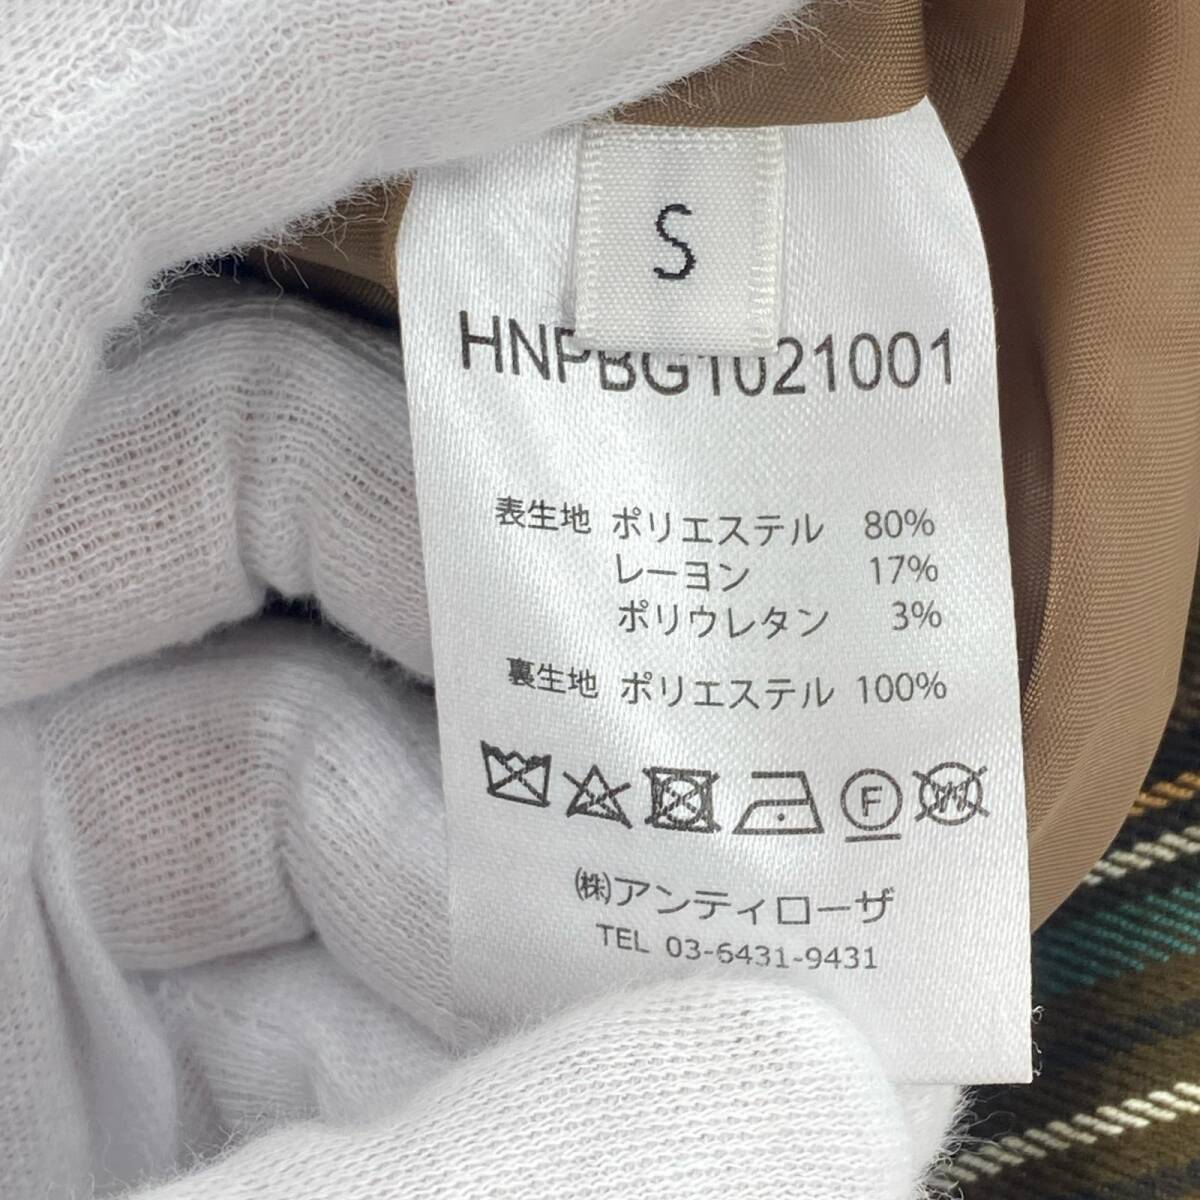 S
HNPBG1021001
表生地 ポリエステル 80%
レーヨン 17%
ポリウレタン 3%
裏生地 ポリエステル 100%
F W
㈱アンティローザ
TEL 03-6431-9431